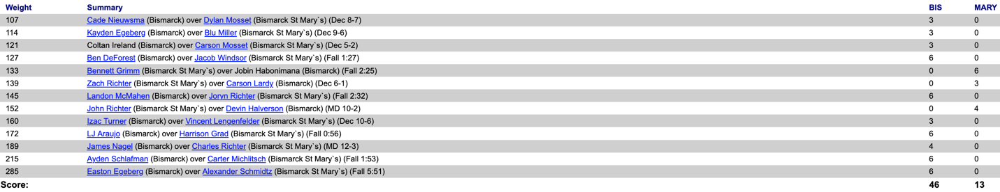 Weight Summary BIS MARY
107 Cade Nieuwsma (Bismarck) over Dylan Mosset (Bismarck St Mary`s) (Dec 8-7) 3 0
114 Kayden Egeberg (Bismarck) over Blu Miller (Bismarck St Mary`s) (Dec 9-6) 3 0
121 Coltan Ireland (Bismarck) over Carson Mosset (Bismarck St Mary`s) (Dec 5-2) 3 0
127 Ben DeForest (Bismarck) over Jacob Windsor (Bismarck St Mary`s) (Fall 1:27) 6 0
133 Bennett Grimm (Bismarck St Mary`s) over Jobin Habonimana (Bismarck) (Fall 2:25) 0 6
139 Zach Richter (Bismarck St Mary`s) over Carson Lardy (Bismarck) (Dec 6-1) 0 3
145 Landon McMahen (Bismarck) over Joryn Richter (Bismarck St Mary`s) (Fall 2:32) 6 0
152 John Richter (Bismarck St Mary`s) over Devin Halverson (Bismarck) (MD 10-2) 0 4
160 Izac Turner (Bismarck) over Vincent Lengenfelder (Bismarck St Mary`s) (Dec 10-6) 3 0
172 LJ Araujo (Bismarck) over Harrison Grad (Bismarck St Mary`s) (Fall 0:56) 6 0
189 James Nagel (Bismarck) over Charles Richter (Bismarck St Mary`s) (MD 12-3) 4 0
215 Ayden Schlafman (Bismarck) over Carter Michlitsch (Bismarck St Mary`s) (Fall 1:53) 6 0
285 Easton Egeberg (Bismarck) over Alexander Schmidtz (Bismarck St Mary`s) (Fall 5:51) 6 0
Score: 46 13